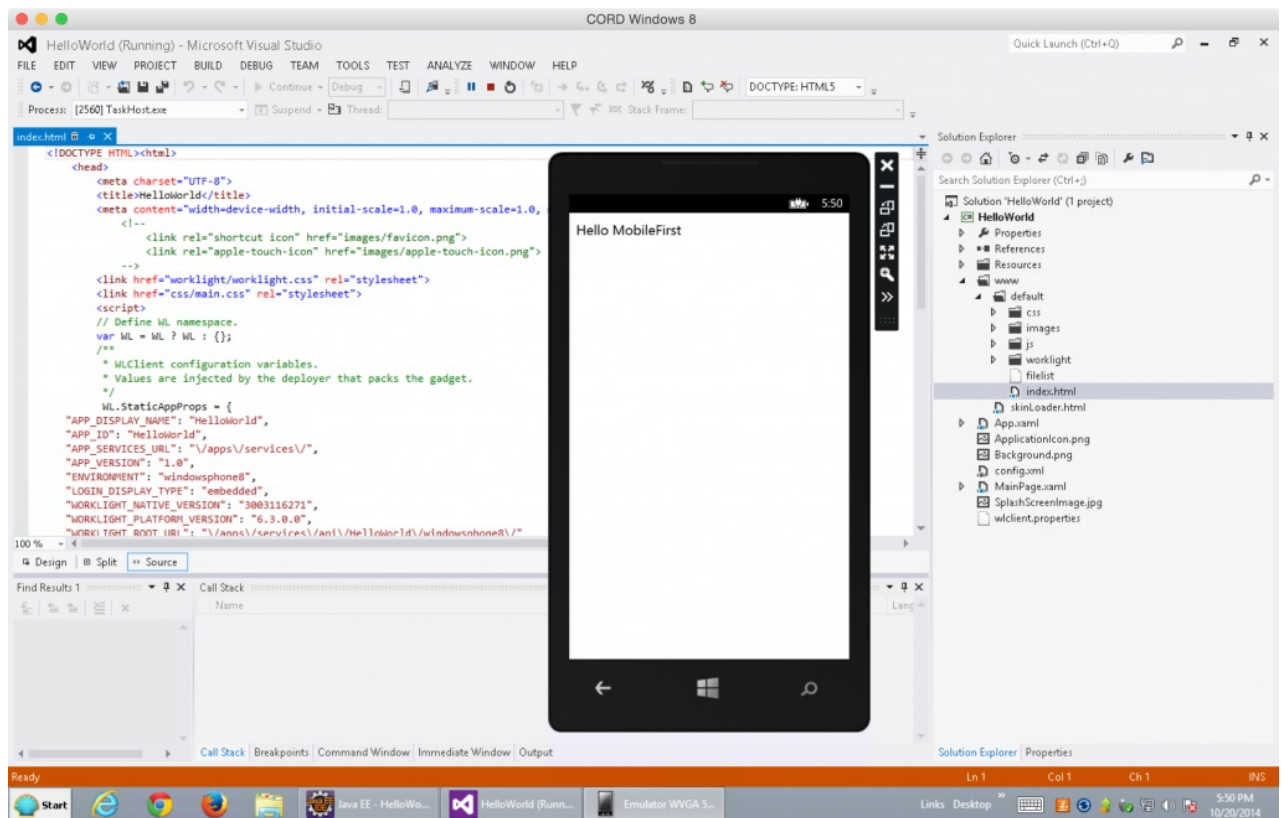 CORD Windows 8
HelloWorld (Running) - Microsoft Visual Studio
Quick Launch (Ctrl+Q)
FILE EDIT VIEW PROJECT BUILD DEBUG TEAM TOOLS TEST ANALYZE WINDOW HELP
Continue Debug DOCTYPE: HTML5
Process: [2560] TaskHost.exe Suspend Thread: Stack Frame:
index.html
<!DOCTYPE HTML><html>
<head>
<meta charset="UTF-8">
<title>HelloWorld</title>
<meta content="width=device-width, initial-scale=1.0, maximum-scale=1.0,
<!--
<link rel="shortcut icon" href="images/favicon.png">
<link rel="apple-touch-icon" href="images/apple-touch-icon.png">
-->
<link href="worklight/worklight.css" rel="stylesheet">
<link href="css/main.css" rel="stylesheet">
<script>
// Define WL namespace.
var WL = WL ? WL : {};
/**
* WLClient configuration variables.
* Values are injected by the deployer that packs the gadget.
*/
WL.StaticAppProps = {
"APP_DISPLAY_NAME": "HelloWorld",
"APP_ID": "HelloWorld",
"APP_SERVICES_URL": "\/apps\/services\/",
"APP_VERSION": "1.0",
"ENVIRONMENT": "windowsphone8",
"LOGIN_DISPLAY_TYPE": "embedded",
"WORKLIGHT_NATIVE_VERSION": "3003116271",
"WORKLIGHT_PLATFORM_VERSION": "6.3.0.0",
"WORKLIGHT_ROOT_URL": "\/apps\/services\/api\/HelloWorld\/windowsphone8\/"
100 %
Design Split Source
5:50
Hello MobileFirst
Solution Explorer
Search Solution Explorer (Ctrl+;)
Solution 'HelloWorld' (1 project)
HelloWorld
Properties
References
Resources
www
default
css
images
js
worklight
filelist
index.html
skinLoader.html
App.xaml
ApplicationIcon.png
Background.png
config.xml
MainPage.xaml
SplashScreenImage.jpg
wlclient.properties
Find Results 1
Call Stack
Name
Lang
Call Stack Breakpoints Command Window Immediate Window Output
Solution Explorer Properties
Ready
Ln 1 Col 1 Ch 1 INS
Start
Java EE - HelloWo...
HelloWorld (Runn...
Emulator WVGA 5...
Links Desktop
5:50 PM
10/20/2014